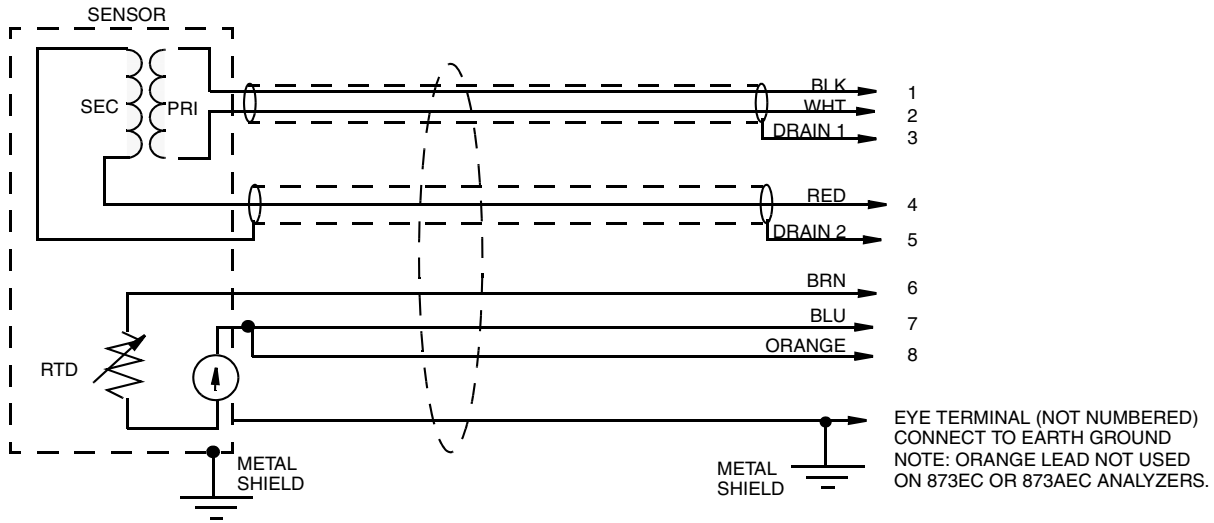 SENSOR
SEC
PRI
BLK
1
WHT
2
DRAIN 1
3
RED
4
DRAIN 2
5
BRN
6
BLU
7
ORANGE
8
RTD
METAL
SHIELD
METAL
SHIELD
EYE TERMINAL (NOT NUMBERED)
CONNECT TO EARTH GROUND
NOTE: ORANGE LEAD NOT USED
ON 873EC OR 873AEC ANALYZERS.